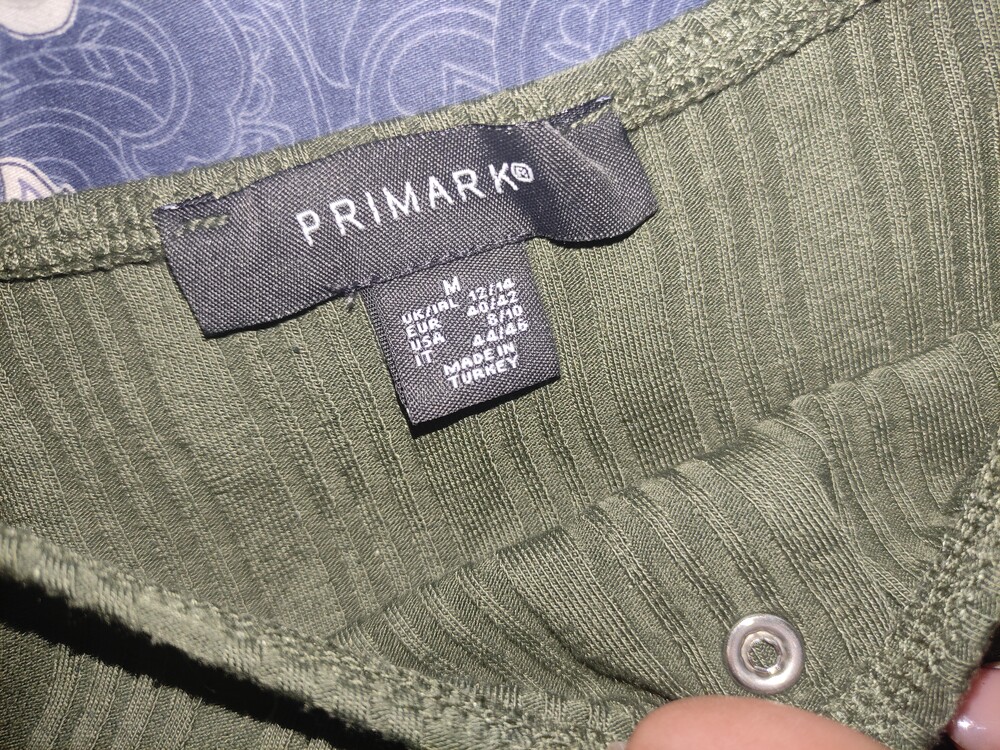 PRIMARK®
M
UK/IRL 12/14
EUR 40/42
USA 8/10
IT 44/46
MADE IN
TURKEY